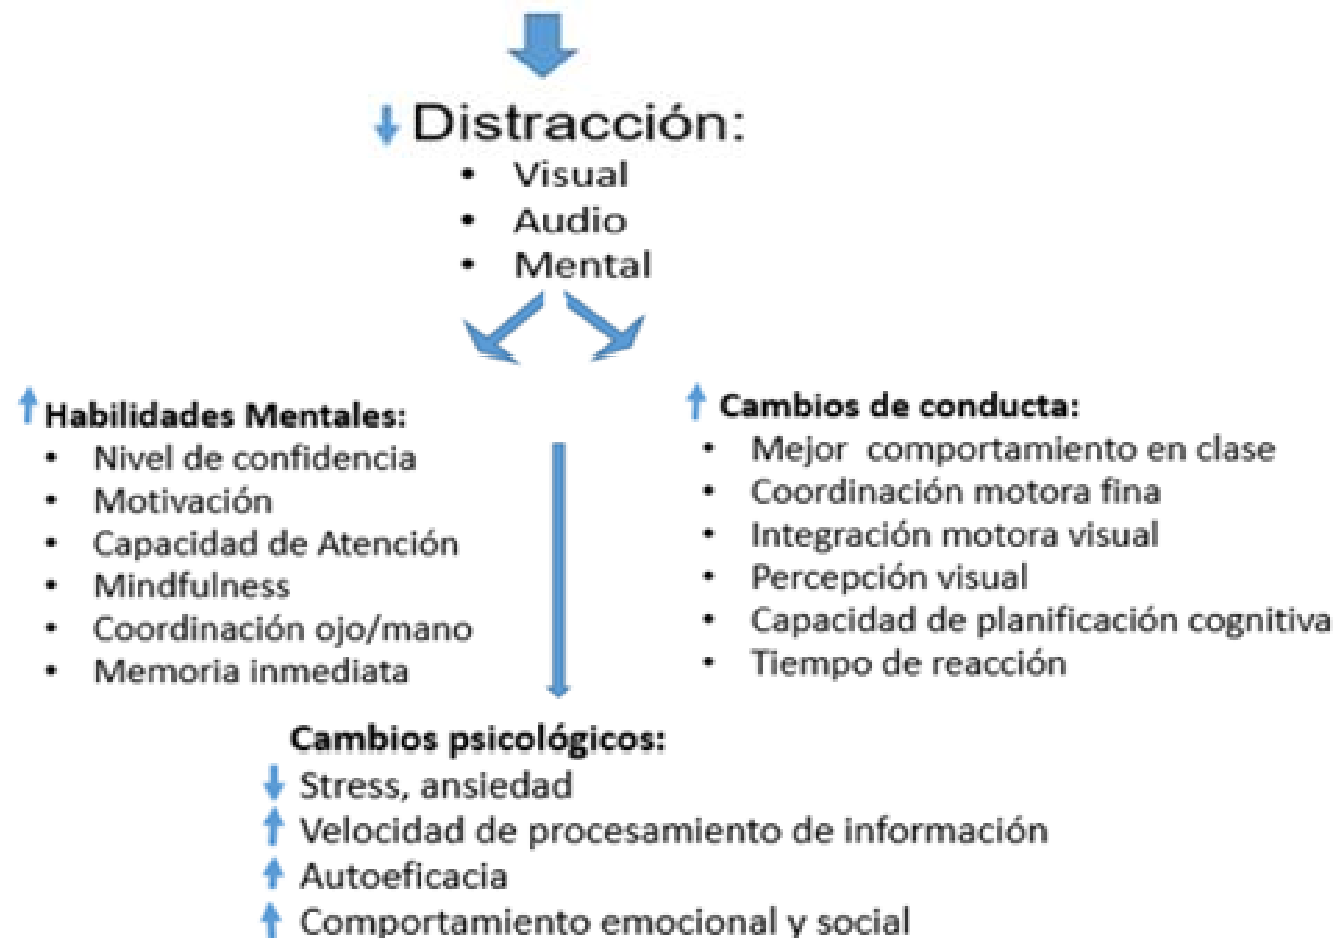 Distracción:
• Visual
• Audio
• Mental
Habilidades Mentales:
• Nivel de confidencia
• Motivación
• Capacidad de Atención
• Mindfulness
• Coordinación ojo/mano
• Memoria inmediata
Cambios de conducta:
• Mejor comportamiento en clase
• Coordinación motora fina
• Integración motora visual
• Percepción visual
• Capacidad de planificación cognitiva
• Tiempo de reacción
Cambios psicológicos:
Stress, ansiedad
Velocidad de procesamiento de información
Autoeficacia
Comportamiento emocional y social